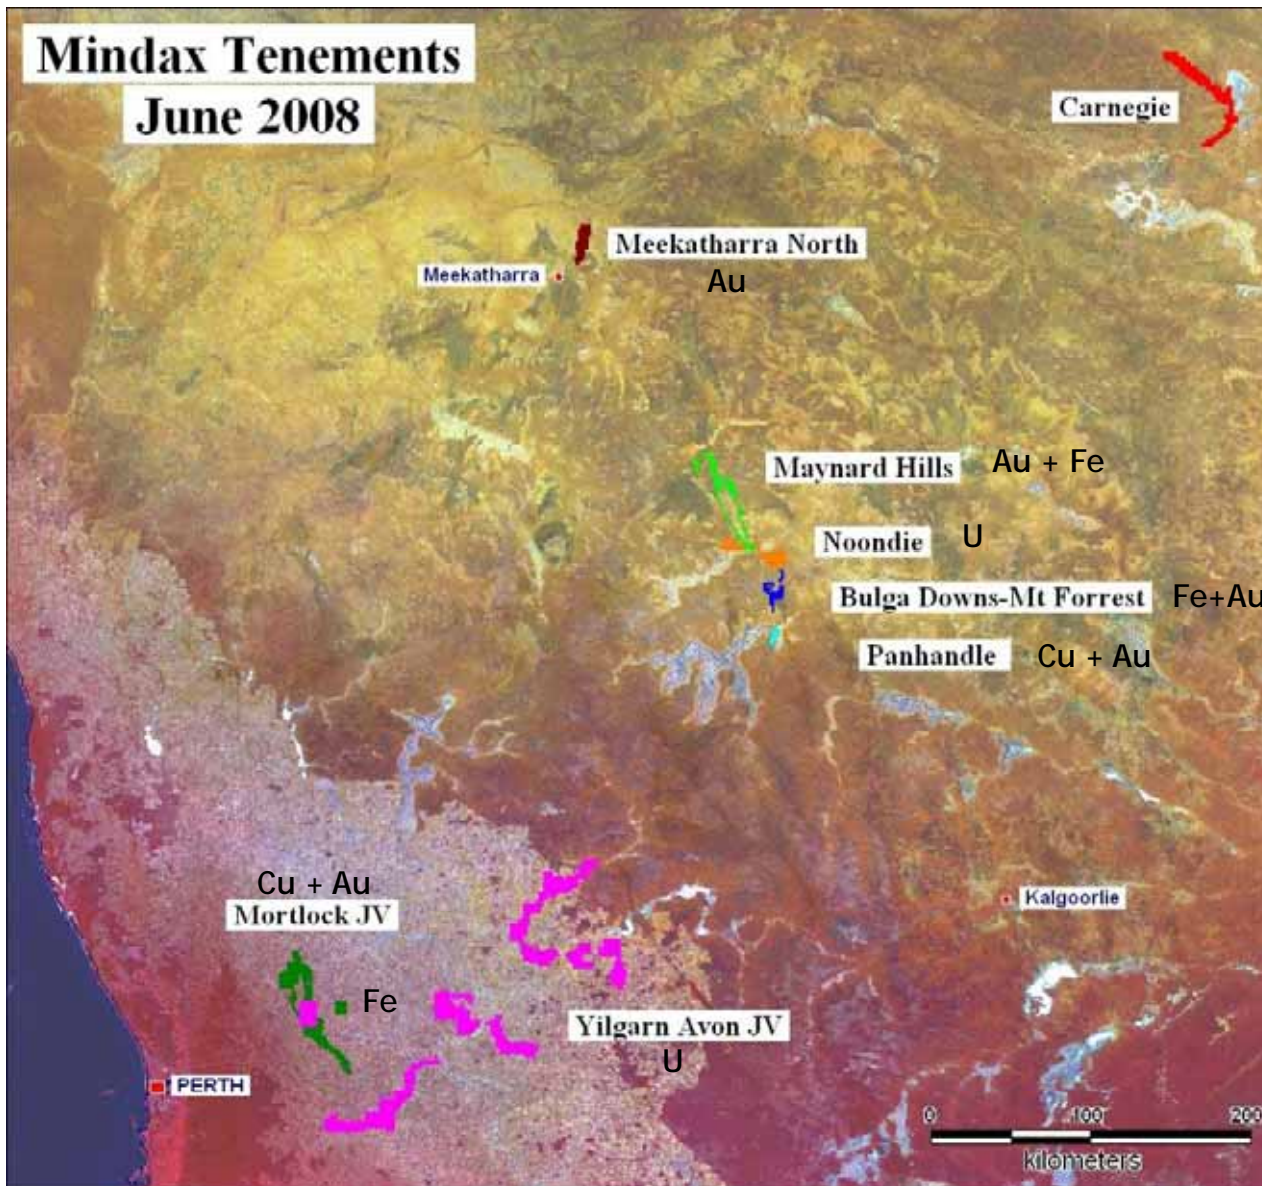 Mindax Tenements
June 2008
Carnegie
Meekatharra North
Meekatharra
Au
Maynard Hills Au + Fe
Noondie U
Bulga Downs-Mt Forrest Fe+Au
Panhandle Cu + Au
Cu + Au
Mortlock JV
Kalgoorlie
Fe
Yilgarn Avon JV
U
PERTH
0 100 200
kilometers